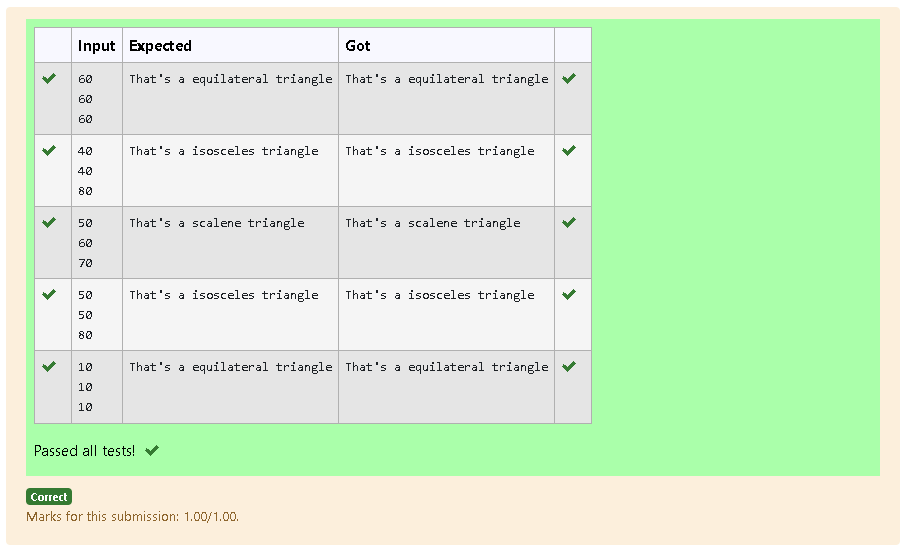 Input Expected Got
60 That's a equilateral triangle That's a equilateral triangle
60
60
40 That's a isosceles triangle That's a isosceles triangle
40
80
50 That's a scalene triangle That's a scalene triangle
60
70
50 That's a isosceles triangle That's a isosceles triangle
50
80
10 That's a equilateral triangle That's a equilateral triangle
10
10
Passed all tests!
Correct
Marks for this submission: 1.00/1.00.